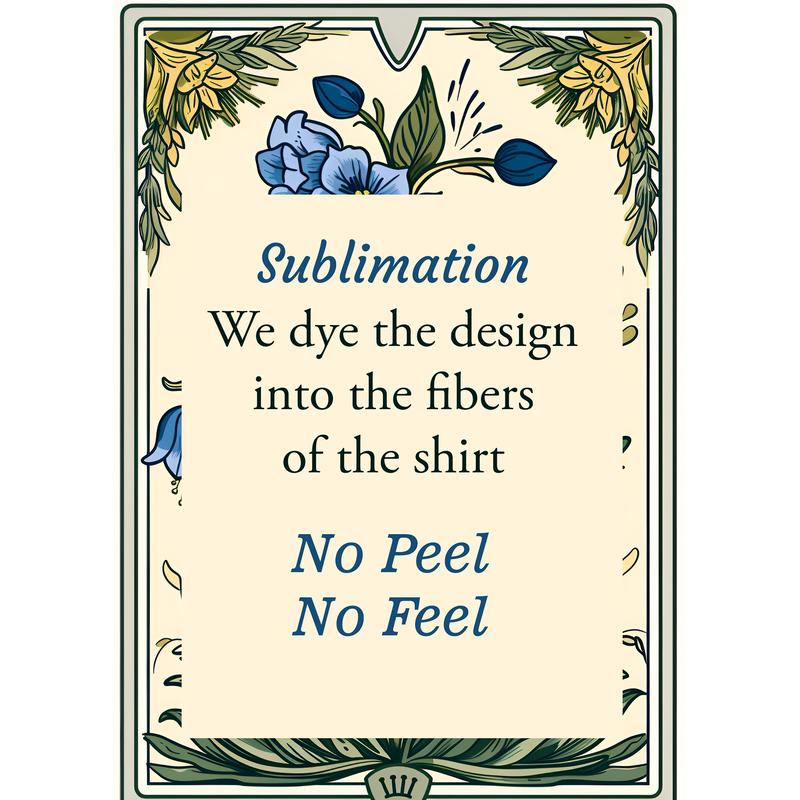 Sublimation
We dye the design
into the fibers
of the shirt
No Peel
No Feel